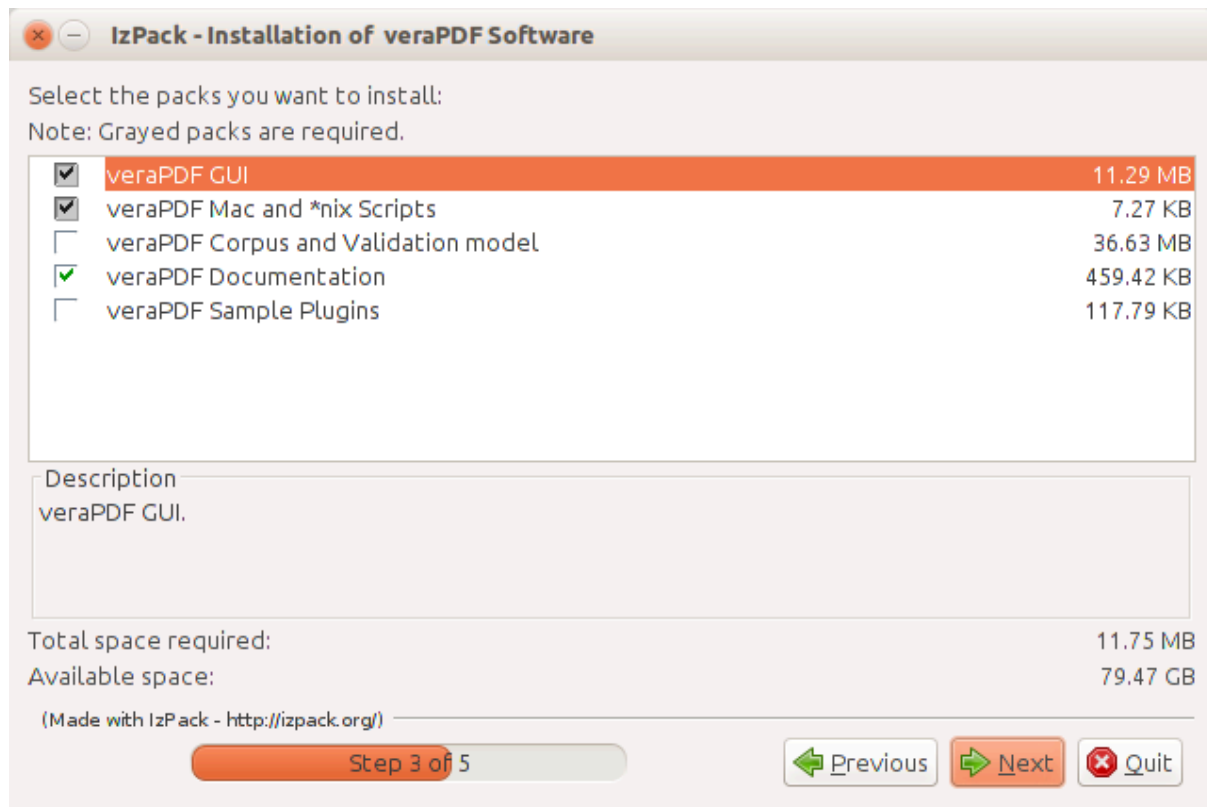 IzPack - Installation of veraPDF Software
Select the packs you want to install:
Note: Grayed packs are required.
veraPDF GUI 11.29 MB
veraPDF Mac and *nix Scripts 7.27 KB
veraPDF Corpus and Validation model 36.63 MB
veraPDF Documentation 459.42 KB
veraPDF Sample Plugins 117.79 KB
Description
veraPDF GUI.
Total space required: 11.75 MB
Available space: 79.47 GB
(Made with IzPack - http://izpack.org/)
Step 3 of 5 Previous Next Quit